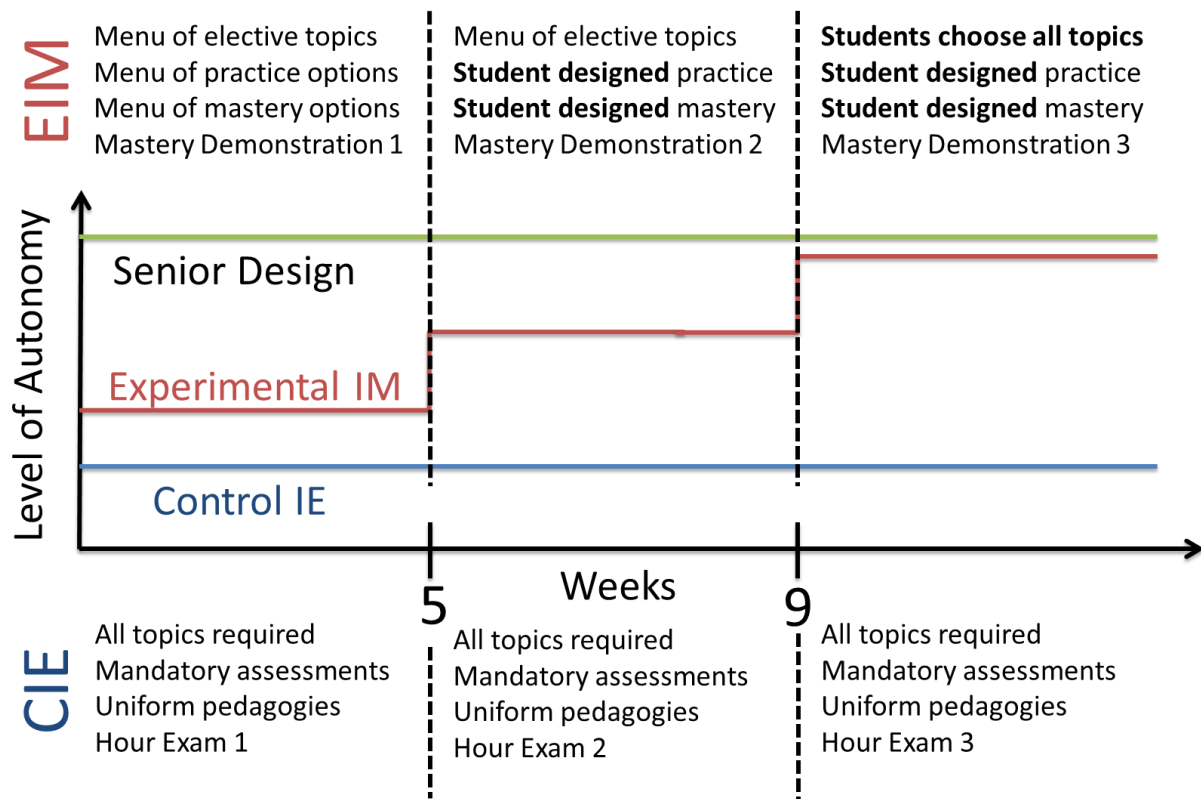 EIM
Menu of elective topics
Menu of practice options
Menu of mastery options
Mastery Demonstration 1
Menu of elective topics
Student designed practice
Student designed mastery
Mastery Demonstration 2
Students choose all topics
Student designed practice
Student designed mastery
Mastery Demonstration 3
Level of Autonomy
Senior Design
Experimental IM
Control IE
Weeks
5
9
CIE
All topics required
Mandatory assessments
Uniform pedagogies
Hour Exam 1
All topics required
Mandatory assessments
Uniform pedagogies
Hour Exam 2
All topics required
Mandatory assessments
Uniform pedagogies
Hour Exam 3